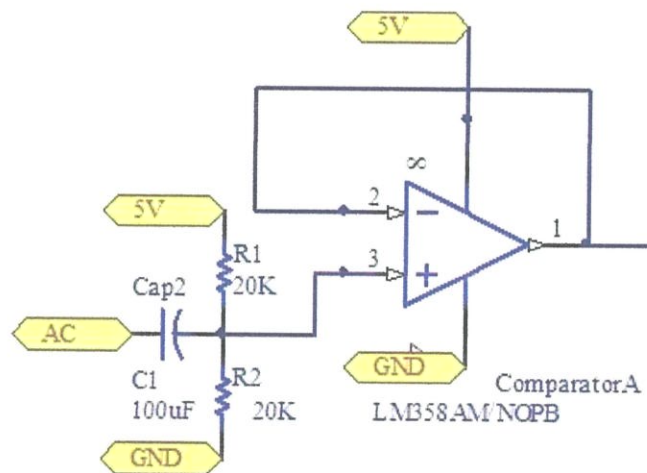 5V
∞
2
1
5V
3
R1
20K
Cap2
AC
GND
R2
C1
ComparatorA
100uF
20K
LM358AM/NOPB
GND